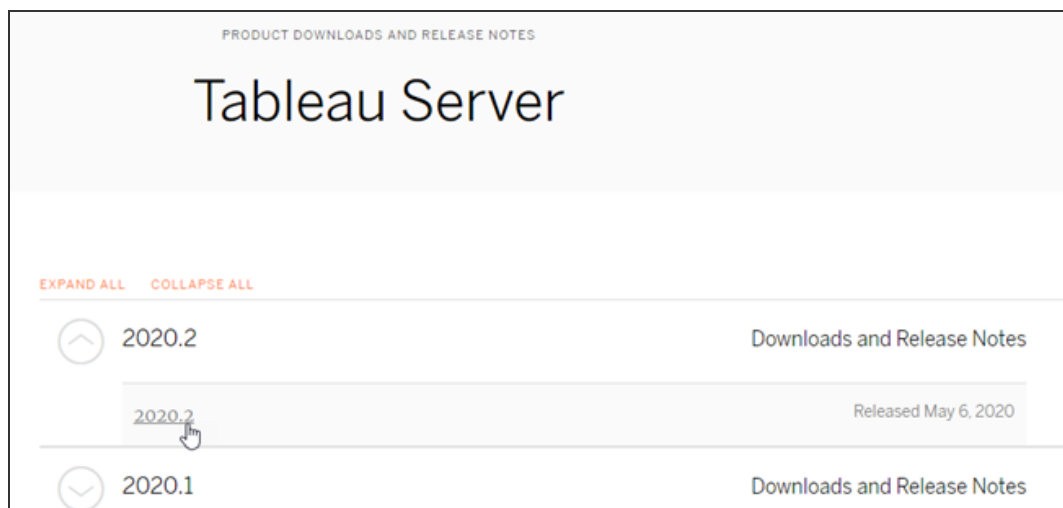 PRODUCT DOWNLOADS AND RELEASE NOTES
Tableau Server
EXPAND ALL COLLAPSE ALL
2020.2 Downloads and Release Notes
2020.2 Released May 6, 2020
2020.1 Downloads and Release Notes